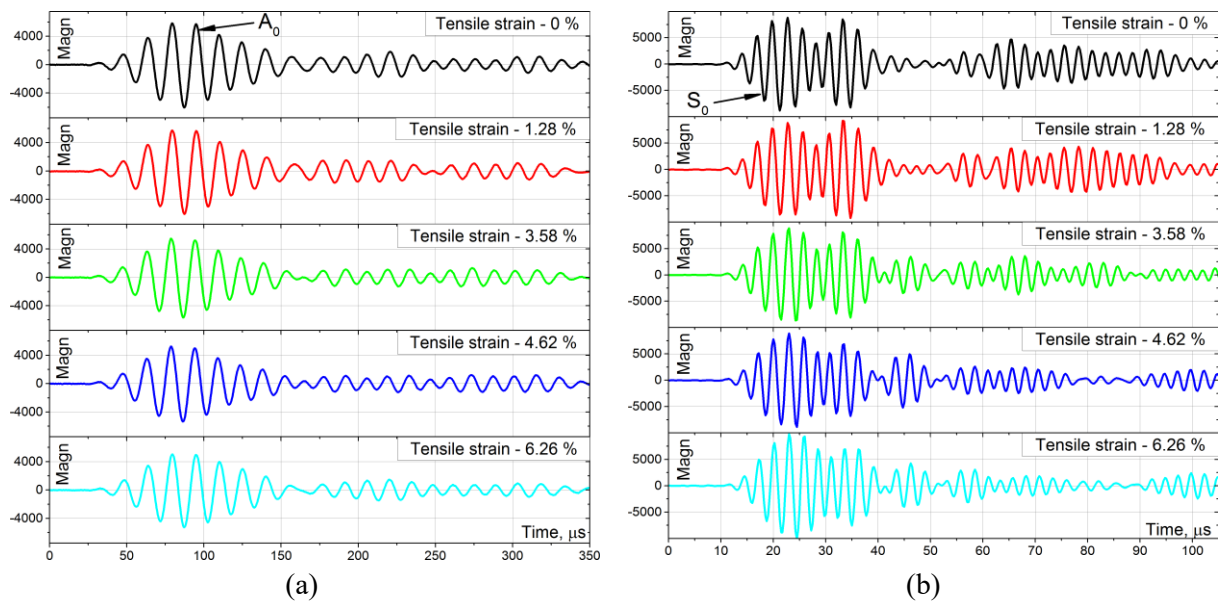 Magn
4000
0
-4000
A0
Tensile strain - 0 %
Magn
4000
0
-4000
Tensile strain - 1.28 %
Magn
4000
0
-4000
Tensile strain - 3.58 %
Magn
4000
0
-4000
Tensile strain - 4.62 %
Magn
4000
0
-4000
Tensile strain - 6.26 %
Time, μs
0 50 100 150 200 250 300 350
(a)
Magn
5000
0
-5000
S0
Tensile strain - 0 %
Magn
5000
0
-5000
Tensile strain - 1.28 %
Magn
5000
0
-5000
Tensile strain - 3.58 %
Magn
5000
0
-5000
Tensile strain - 4.62 %
Magn
5000
0
-5000
Tensile strain - 6.26 %
Time, μs
0 10 20 30 40 50 60 70 80 90 100
(b)